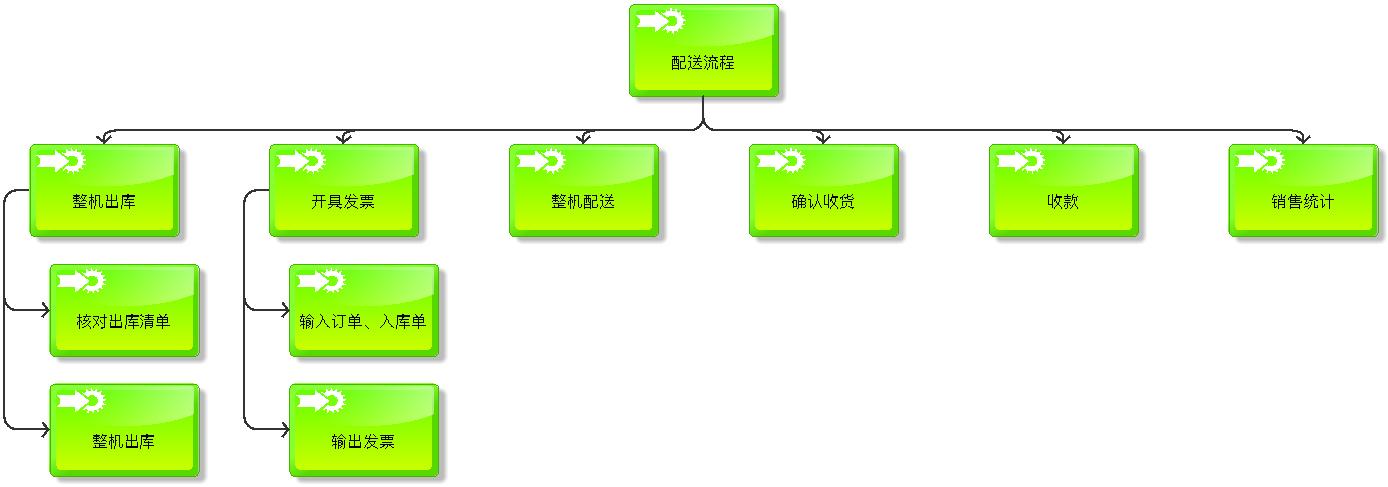 配送流程
整机出库
开具发票
整机配送
确认收货
收款
销售统计
核对出库清单
输入订单、入库单
整机出库
输出发票